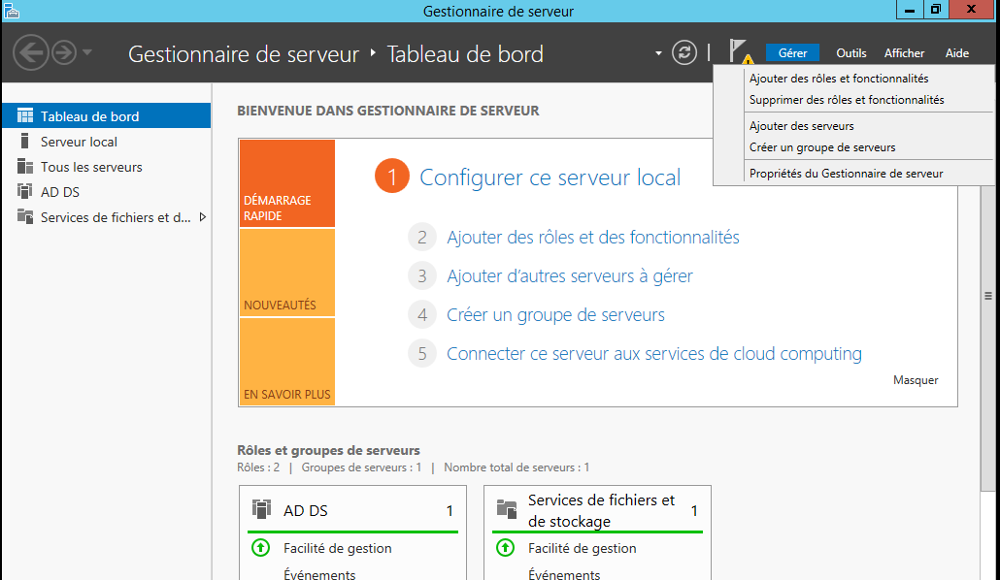 Gestionnaire de serveur
Gestionnaire de serveur ‣ Tableau de bord
Gérer Outils Afficher Aide
Ajouter des rôles et fonctionnalités
Supprimer des rôles et fonctionnalités
Ajouter des serveurs
Créer un groupe de serveurs
Propriétés du Gestionnaire de serveur
Tableau de bord
Serveur local
Tous les serveurs
AD DS
Services de fichiers et d...
BIENVENUE DANS GESTIONNAIRE DE SERVEUR
DÉMARRAGE
RAPIDE
NOUVEAUTÉS
EN SAVOIR PLUS
1 Configurer ce serveur local
2 Ajouter des rôles et des fonctionnalités
3 Ajouter d’autres serveurs à gérer
4 Créer un groupe de serveurs
5 Connecter ce serveur aux services de cloud computing
Masquer
Rôles et groupes de serveurs
Rôles : 2 | Groupes de serveurs : 1 | Nombre total de serveurs : 1
AD DS 1
Facilité de gestion
Événements
Services de fichiers et
de stockage 1
Facilité de gestion
Événements